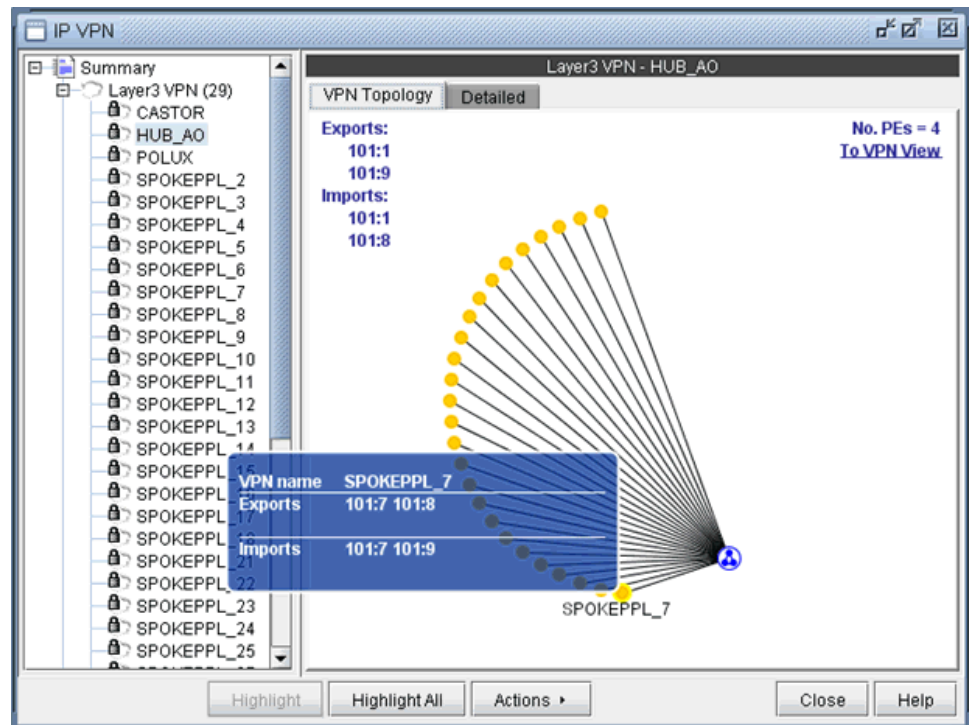 IP VPN
Summary
Layer3 VPN (29)
CASTOR
HUB_AO
POLUX
SPOKEPPL_2
SPOKEPPL_3
SPOKEPPL_4
SPOKEPPL_5
SPOKEPPL_6
SPOKEPPL_7
SPOKEPPL_8
SPOKEPPL_9
SPOKEPPL_10
SPOKEPPL_11
SPOKEPPL_12
SPOKEPPL_13
SPOKEPPL_14
SPOKEPPL_23
SPOKEPPL_24
SPOKEPPL_25
Layer3 VPN - HUB_AO
VPN Topology
Detailed
Exports:
101:1
101:9
Imports:
101:1
101:8
No. PEs = 4
To VPN View
VPN name SPOKEPPL_7
Exports 101:7 101:8
Imports 101:7 101:9
SPOKEPPL_7
Highlight
Highlight All
Actions
Close
Help